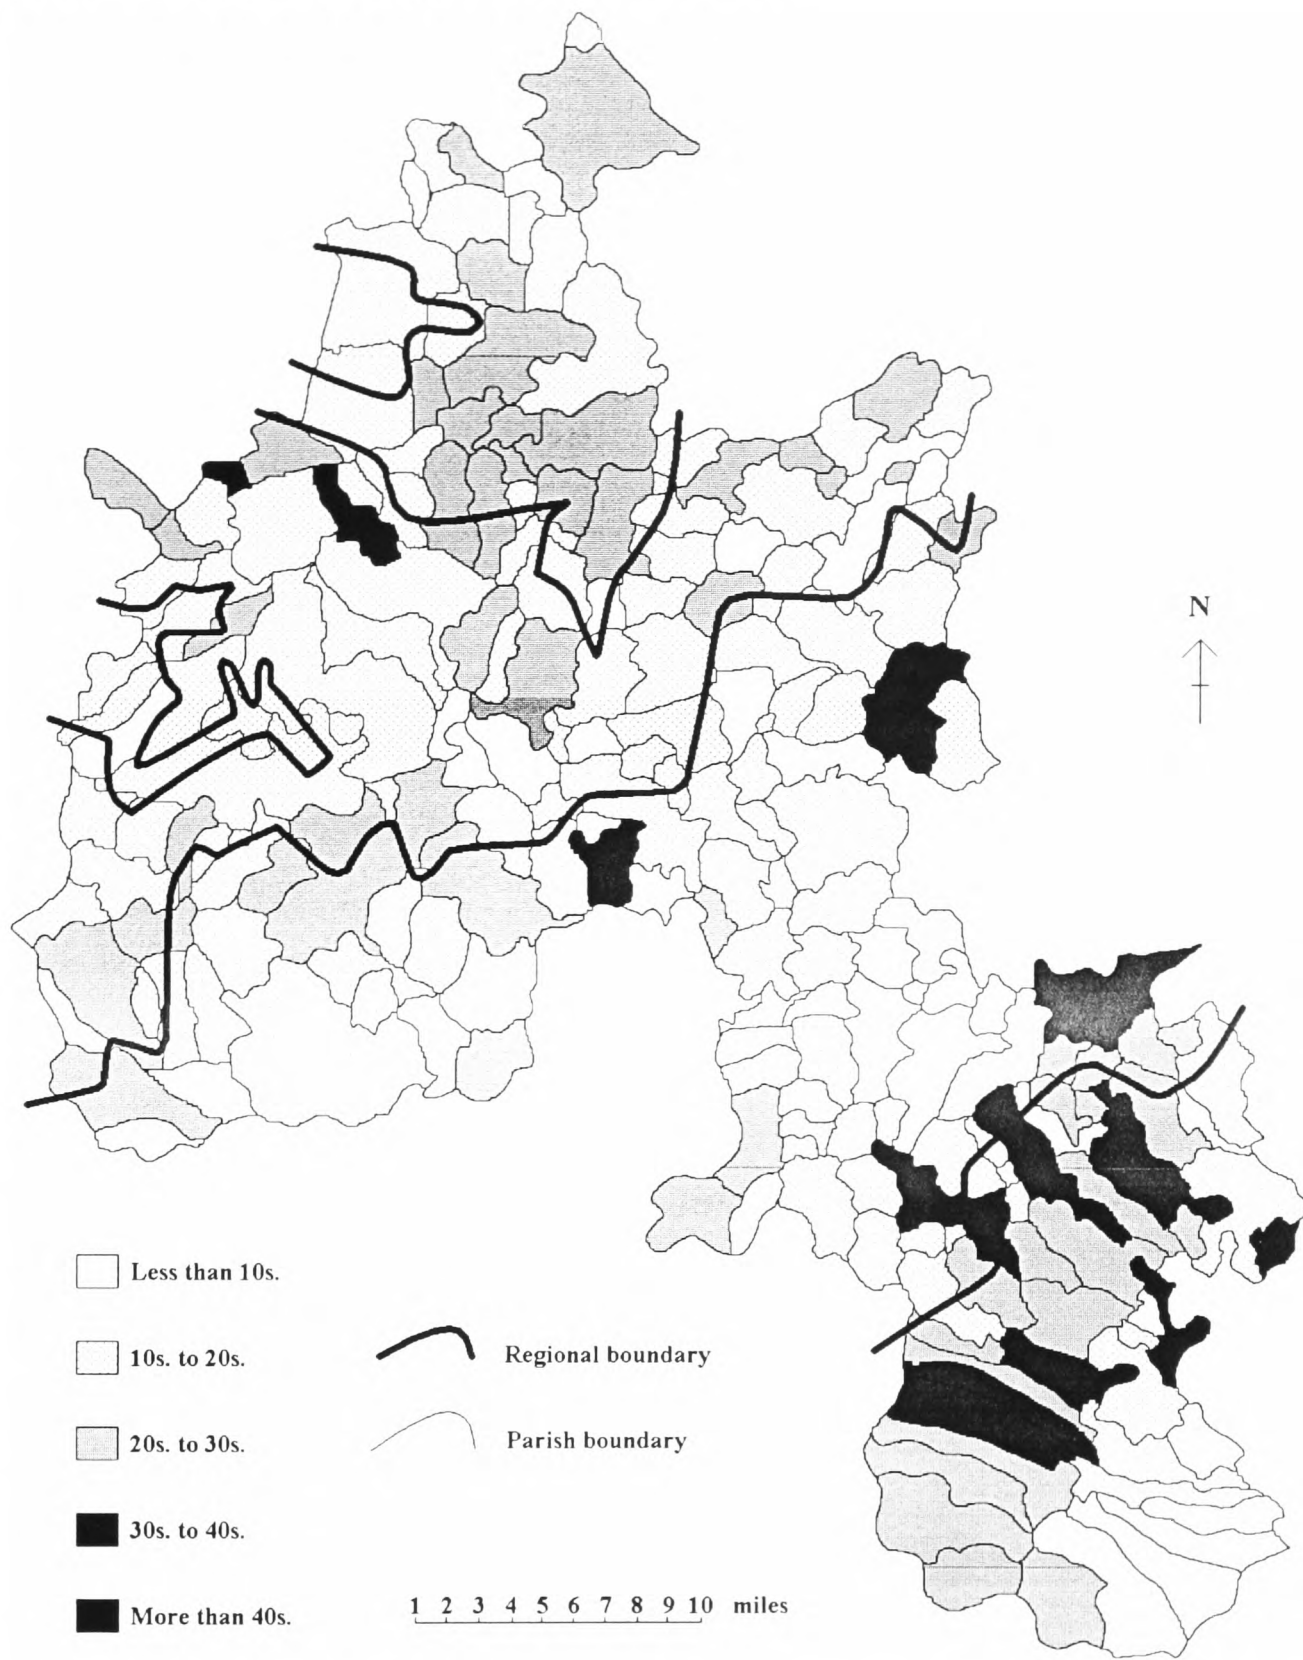 N
Less than 10s.
10s. to 20s.
Regional boundary
20s. to 30s.
Parish boundary
30s. to 40s.
More than 40s.
1 2 3 4 5 6 7 8 9 10 miles